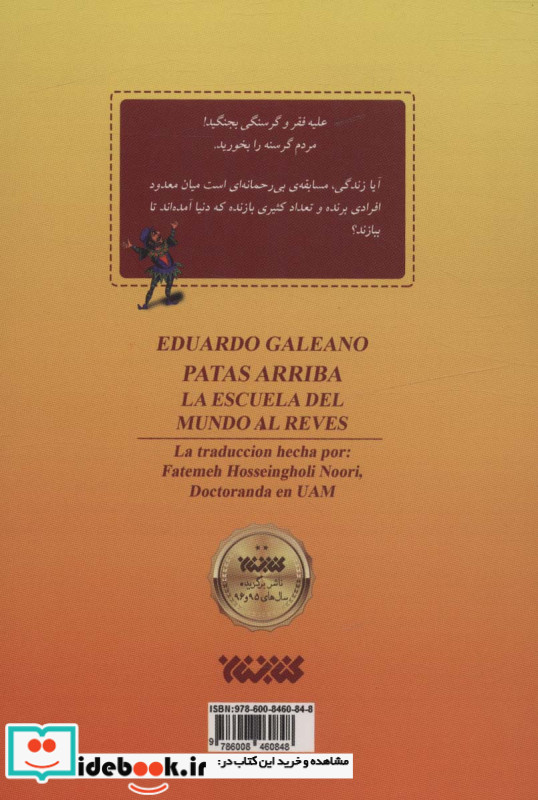 علیه فقر و گرسنگی بجنگید!
مردم گرسنه را بخورید.
آیا زندگی، مسابقه‌ی بی‌رحمانه‌ای است میان معدود
افرادی برنده و تعداد کثیری بازنده که دنیا آمده‌اند تا
ببازند؟
EDUARDO GALEANO
PATAS ARRIBA
LA ESCUELA DEL
MUNDO AL REVES
La traduccion hecha por:
Fatemeh Hosseingholi Noori,
Doctoranda en UAM
ناشر برگزیده
سال‌های ۹۵ و ۹۶
ISBN: 978-600-8460-84-8
9 786008 460848
مشاهده و خرید این کتاب در:
idebook.ir